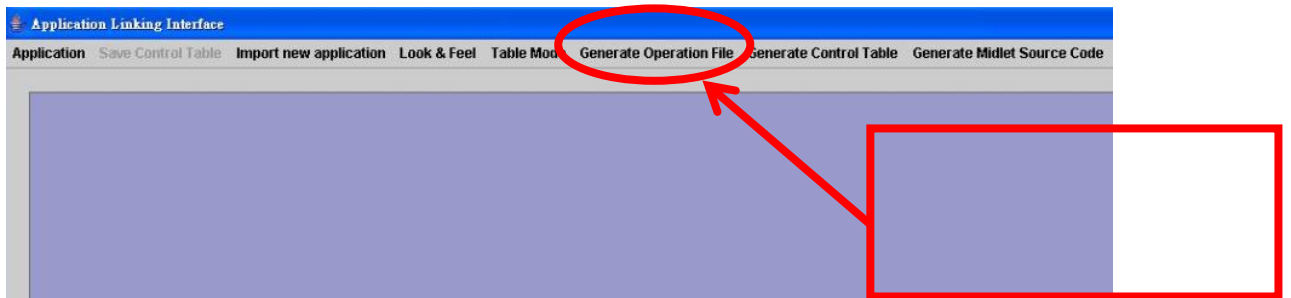 Application Linking Interface
Application Save Control Table Import new application Look & Feel Table Mode Generate Operation File Generate Control Table Generate Midlet Source Code